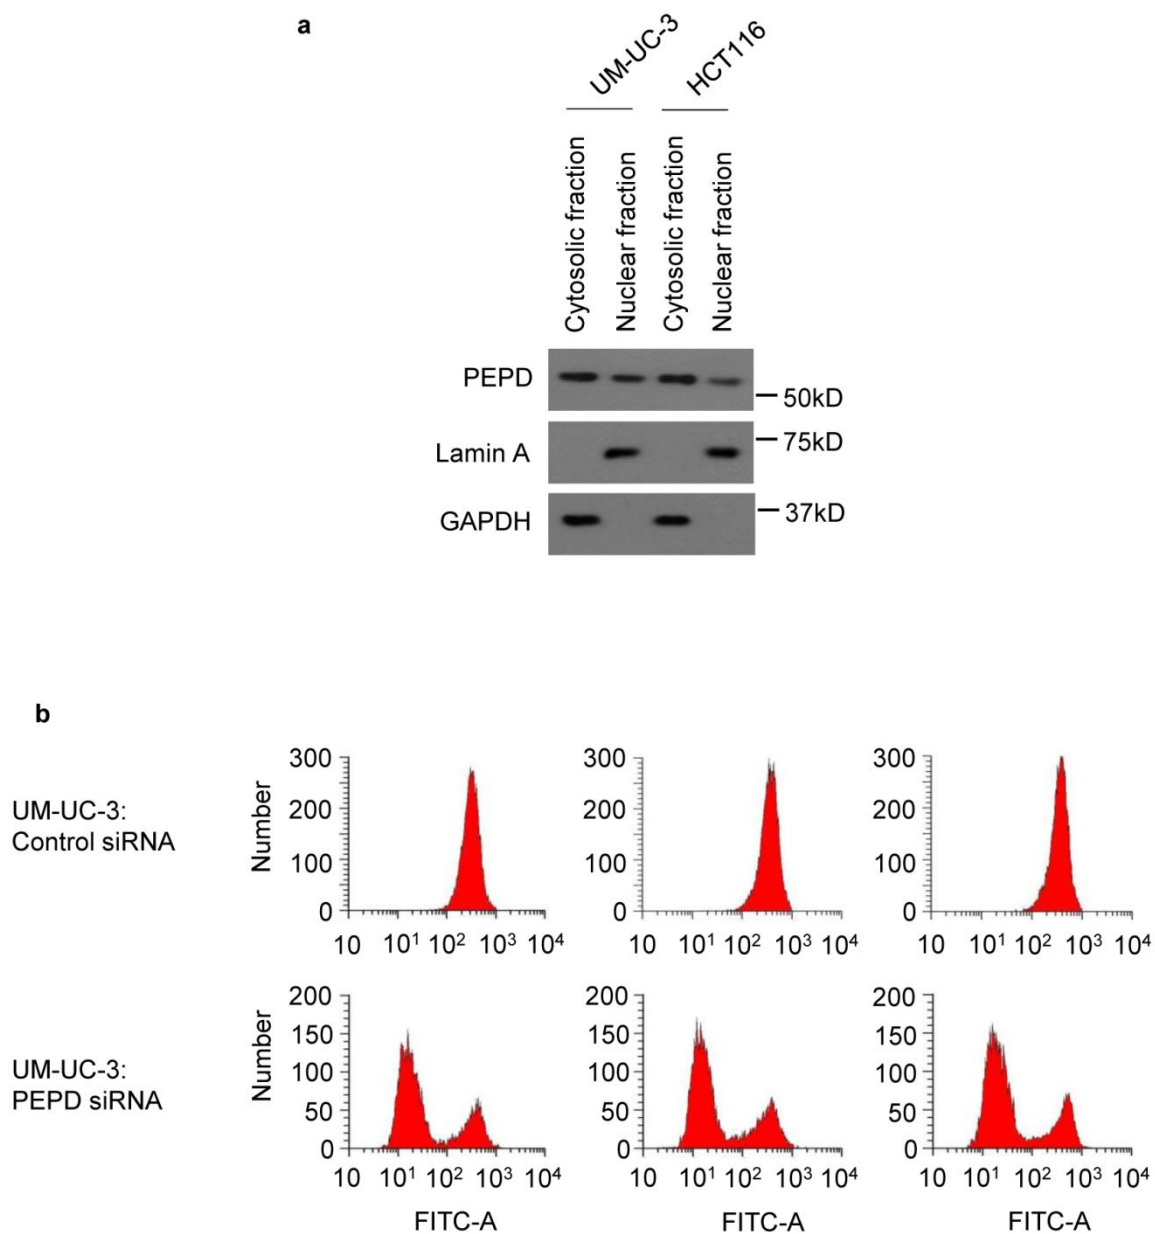 a
UM-UC-3
HCT116
Cytosolic fraction
Nuclear fraction
Cytosolic fraction
Nuclear fraction
PEPD
50kD
Lamin A
75kD
GAPDH
37kD
b
UM-UC-3:
Control siRNA
Number
300
200
100
0
10 10¹ 10² 10³ 10⁴
300
200
100
0
10 10¹ 10² 10³ 10⁴
300
200
100
0
10 10¹ 10² 10³ 10⁴
UM-UC-3:
PEPD siRNA
Number
200
150
100
50
0
10 10¹ 10² 10³ 10⁴
FITC-A
200
150
100
50
0
10 10¹ 10² 10³ 10⁴
FITC-A
200
150
100
50
0
10 10¹ 10² 10³ 10⁴
FITC-A